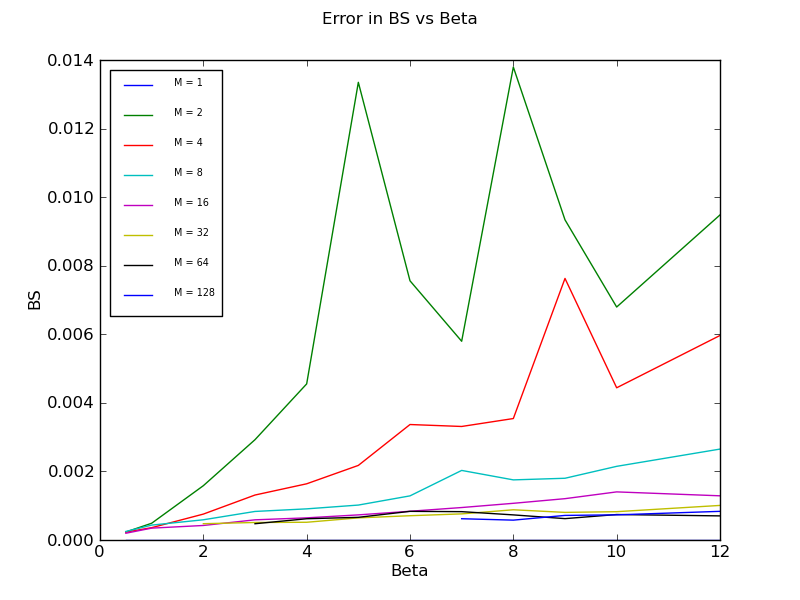 Error in BS vs Beta
0.014
0.012
0.010
0.008
0.006
0.004
0.002
0.000
BS
M = 1
M = 2
M = 4
M = 8
M = 16
M = 32
M = 64
M = 128
0 2 4 6 8 10 12
Beta